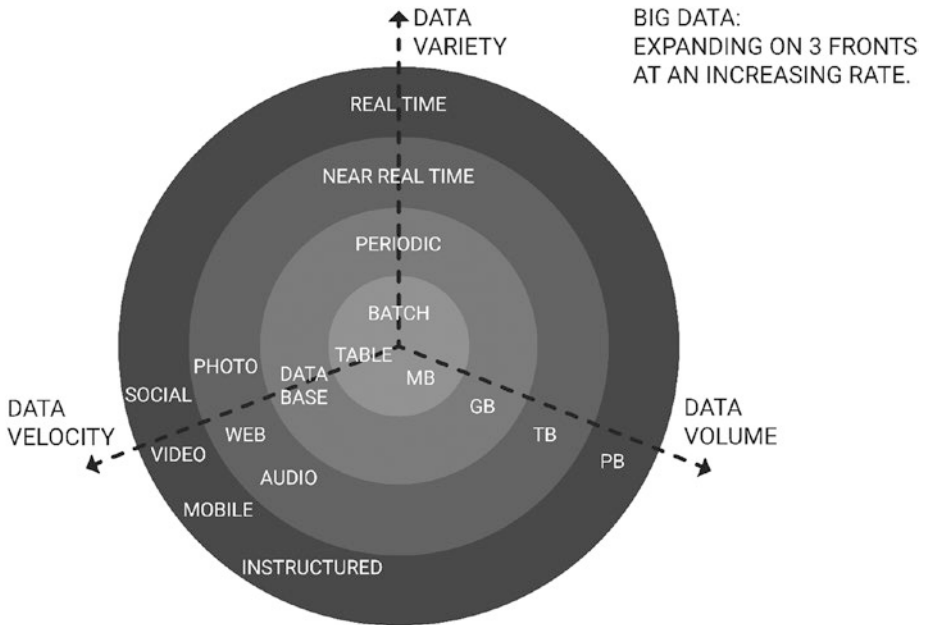 DATA
VARIETY
BIG DATA:
EXPANDING ON 3 FRONTS
AT AN INCREASING RATE.
REAL TIME
NEAR REAL TIME
PERIODIC
BATCH
TABLE
MB
PHOTO
DATA
BASE
GB
SOCIAL
DATA
VELOCITY
WEB
TB
DATA
VOLUME
VIDEO
PB
AUDIO
MOBILE
INSTRUCTURED